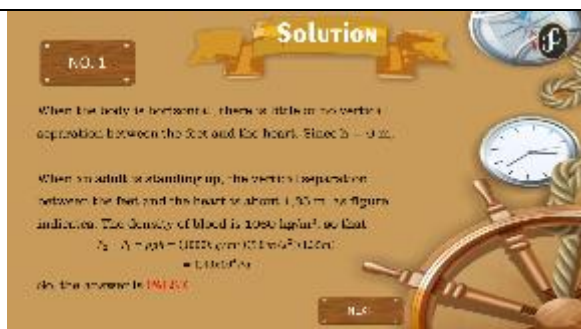 Solution
NO. 1
When the body is horizontal, there is little or no vertical
separation between the feet and the heart. Since h = 0 m.
When an adult is standing up, the vertical separation
between the feet and the heart is about 1,35 m, as figure
indicates. The density of blood is 1060 kg/m³, so that
So, the answer is